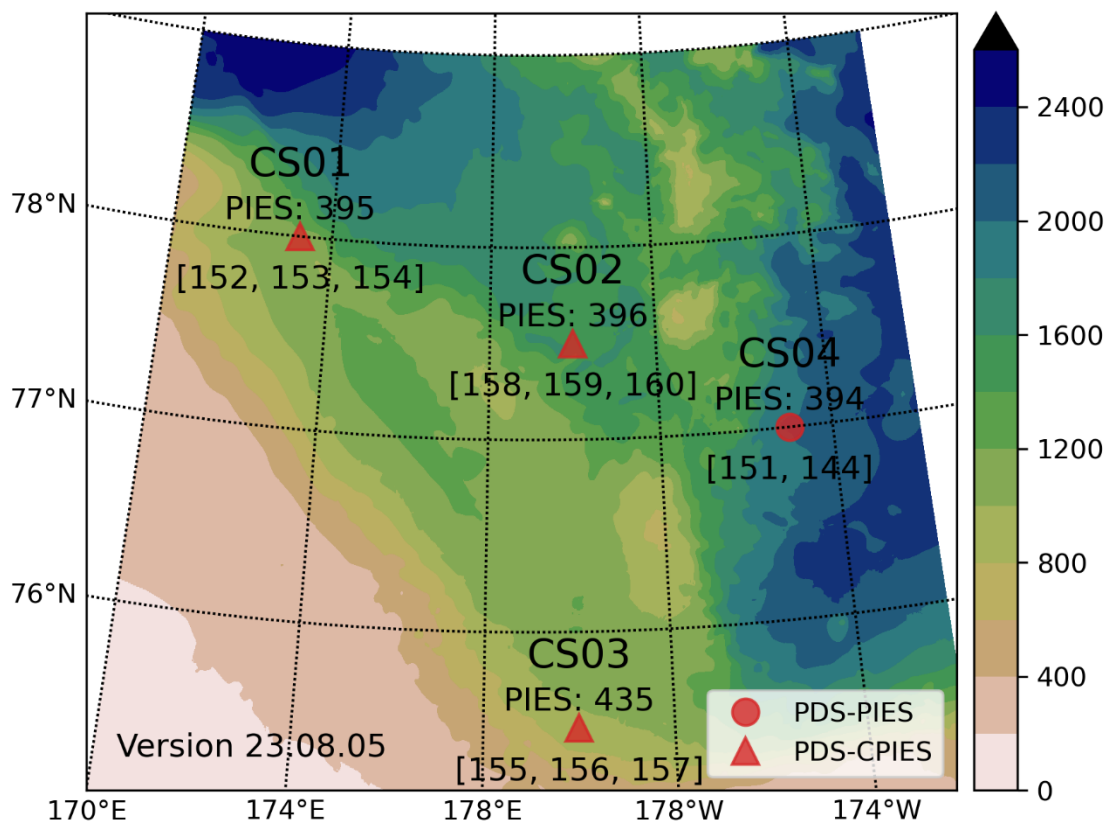 CS01
PIES: 395
[152, 153, 154]
CS02
PIES: 396
[158, 159, 160]
CS04
PIES: 394
[151, 144]
CS03
PIES: 435
[155, 156, 157]
Version 23.08.05
PDS-PIES
PDS-CPIES
78°N
77°N
76°N
170°E
174°E
178°E
178°W
174°W
2400
2000
1600
1200
800
400
0